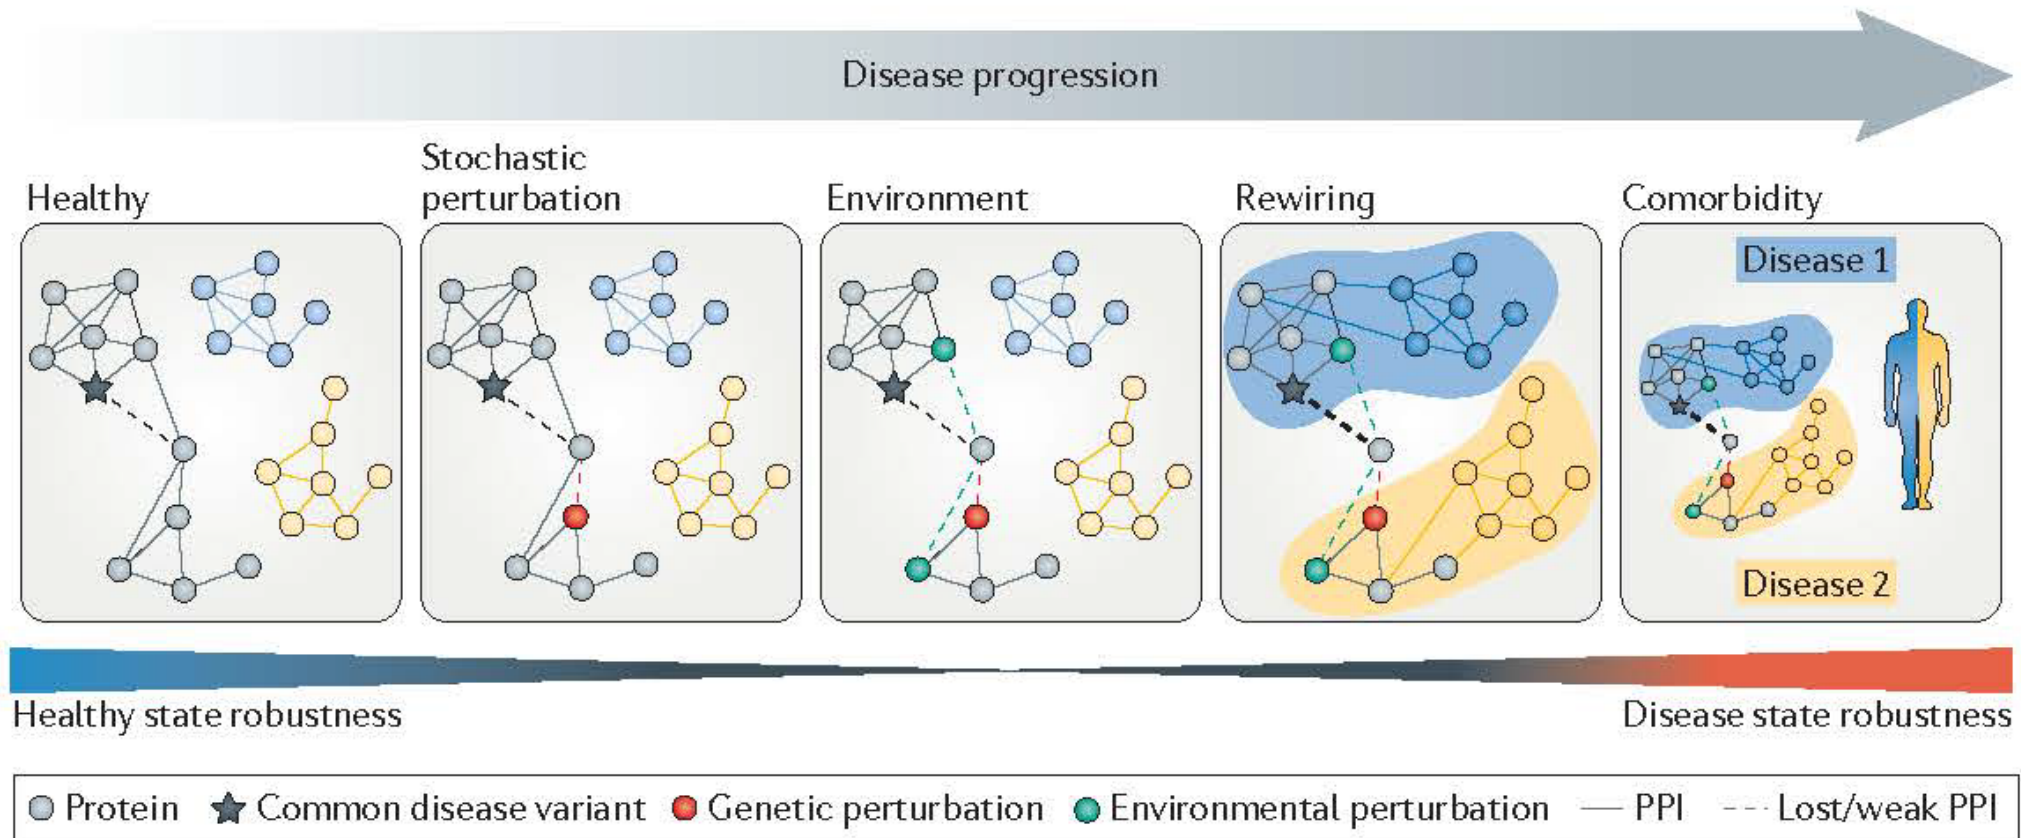 Disease progression
Healthy
Stochastic
perturbation
Environment
Rewiring
Comorbidity
Disease 1
Disease 2
Healthy state robustness
Disease state robustness
Protein
Common disease variant
Genetic perturbation
Environmental perturbation
PPI
Lost/weak PPI